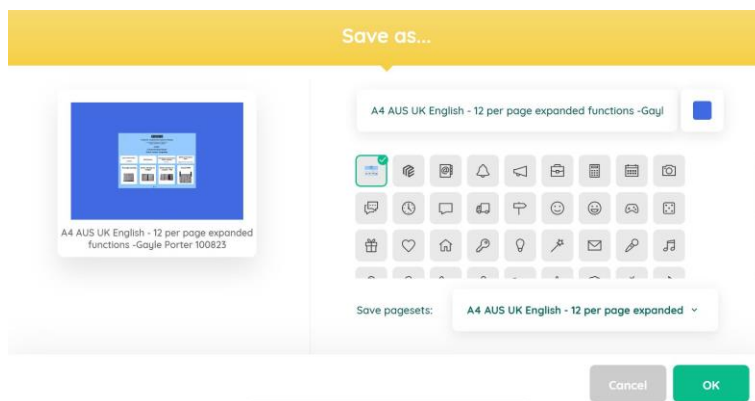 Save as...
A4 AUS UK English - 12 per page expanded functions -Gayl
A4 AUS UK English - 12 per page expanded
functions -Gayle Porter 100823
Save pagesets:
A4 AUS UK English - 12 per page expanded
Cancel
OK